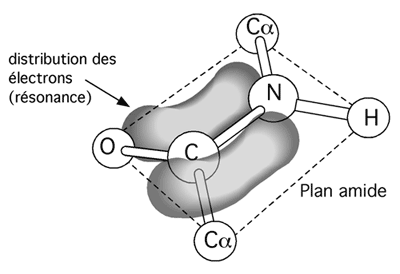 Cα
distribution des
électrons
(résonance)
N
H
O
C
Plan amide
Cα